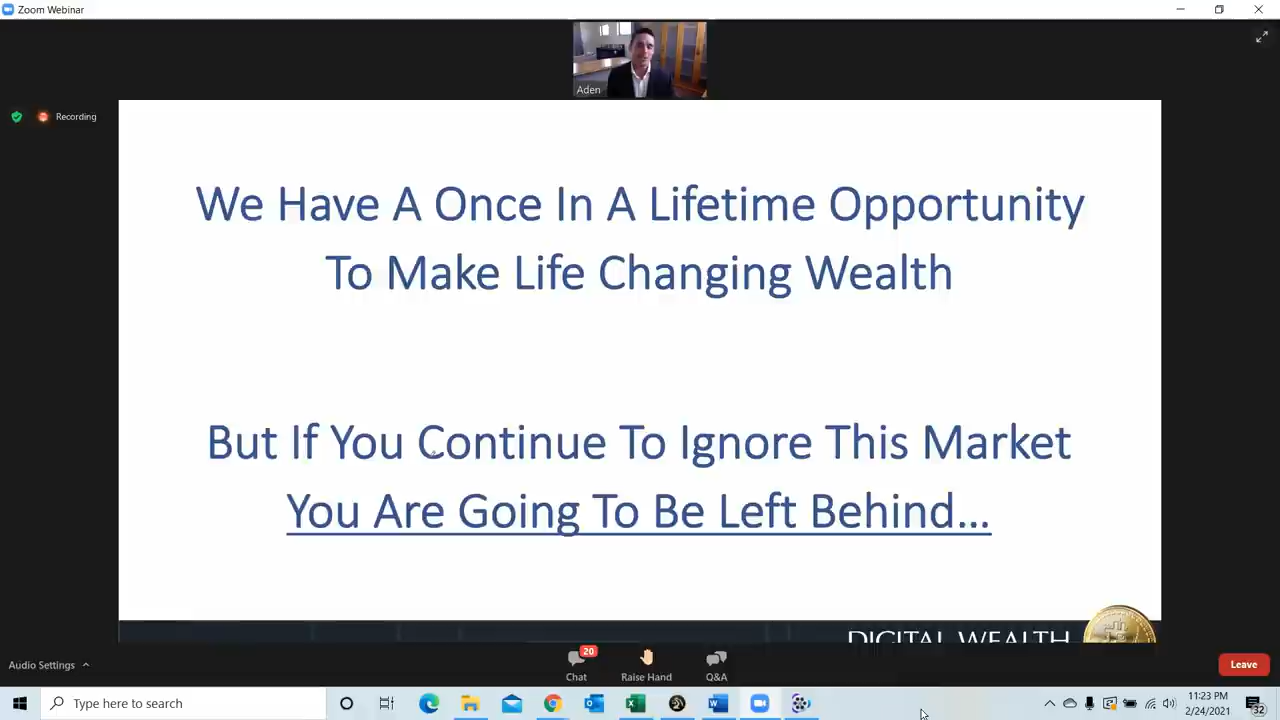 Zoom Webinar
Aden
Recording
We Have A Once In A Lifetime Opportunity
To Make Life Changing Wealth
But If You Continue To Ignore This Market
You Are Going To Be Left Behind...
DIGITAL WEALTH
Audio Settings
20
Chat
Raise Hand
Q&A
Leave
Type here to search
11:23 PM
2/24/2021
32